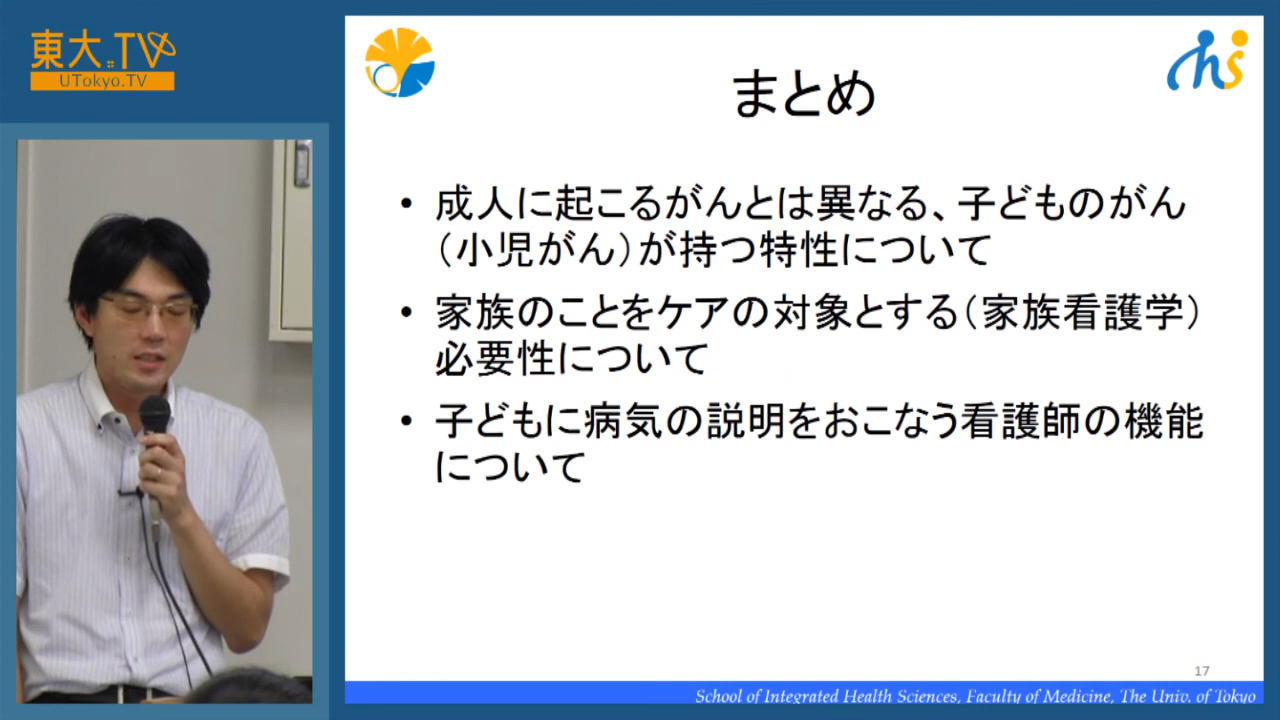 東大.TV
UTokyo.TV
まとめ
• 成人に起こるがんとは異なる、子どものがん
（小児がん）が持つ特性について
• 家族のことをケアの対象とする（家族看護学）
必要性について
• 子どもに病気の説明をおこなう看護師の機能
について
17
School of Integrated Health Sciences, Faculty of Medicine, The Univ. of Tokyo